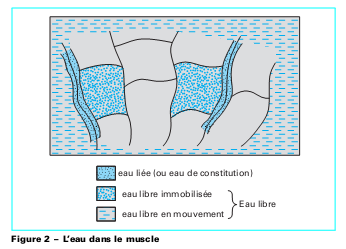 eau liée (ou eau de constitution)
eau libre immobilisée
Eau libre
eau libre en mouvement
Figure 2 – L'eau dans le muscle